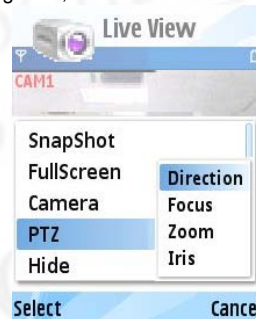 Live View
CAM1
SnapShot
FullScreen
Camera
PTZ
Hide
Direction
Focus
Zoom
Iris
Select
Cance